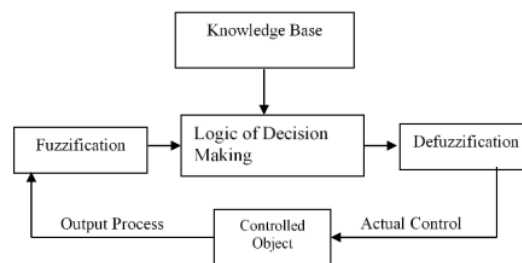 Knowledge Base
Fuzzification
Logic of Decision
Making
Defuzzification
Output Process
Controlled
Object
Actual Control